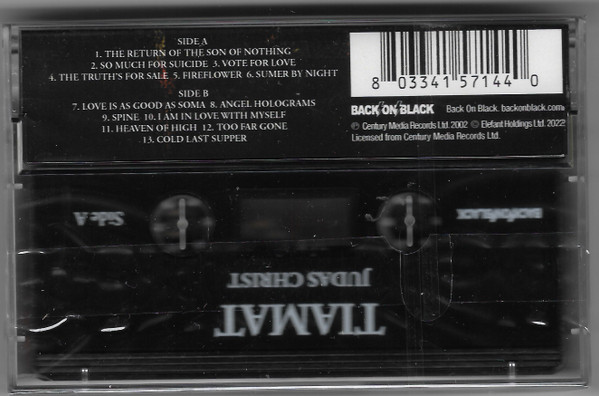 SIDE A
1. THE RETURN OF THE SON OF NOTHING
2. SO MUCH FOR SUICIDE 3. VOTE FOR LOVE
4. THE TRUTH'S FOR SALE 5. FIREFLOWER 6. SUMER BY NIGHT
SIDE B
7. LOVE IS AS GOOD AS SOMA 8. ANGEL HOLOGRAMS
9. SPINE 10. I AM IN LOVE WITH MYSELF
11. HEAVEN OF HIGH 12. TOO FAR GONE
13. COLD LAST SUPPER
8 03341 57144 0
BACK ON BLACK Back On Black. backonblack.com
℗ Century Media Records Ltd. 2002 © Elefant Holdings Ltd. 2022
Licensed from Century Media Records Ltd.
Side A
BACK ON BLACK
JUDAS CHRIST
TIAMAT